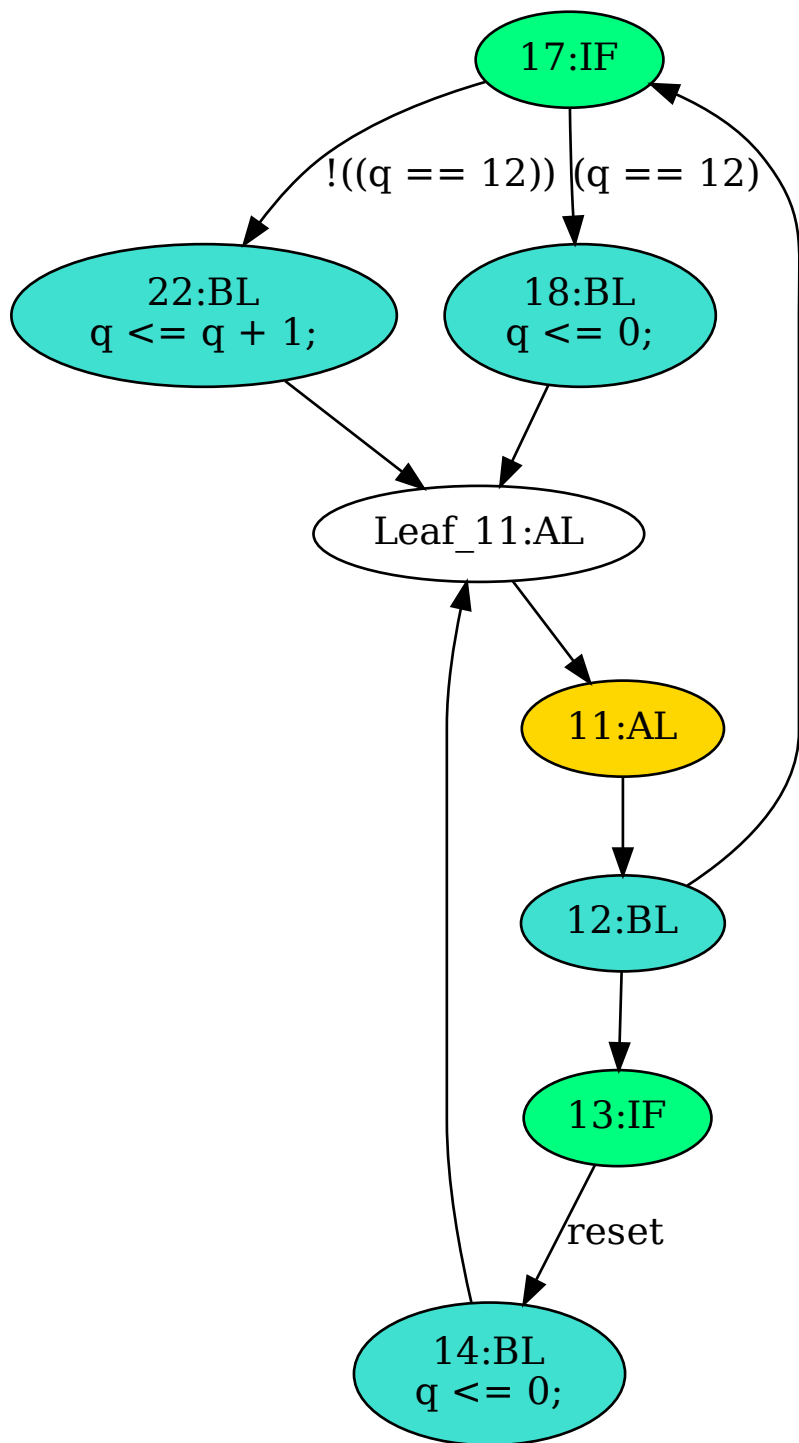 17:IF
!((q == 12))
(q == 12)
22:BL
q <= q + 1;
18:BL
q <= 0;
Leaf_11:AL
11:AL
12:BL
13:IF
reset
14:BL
q <= 0;